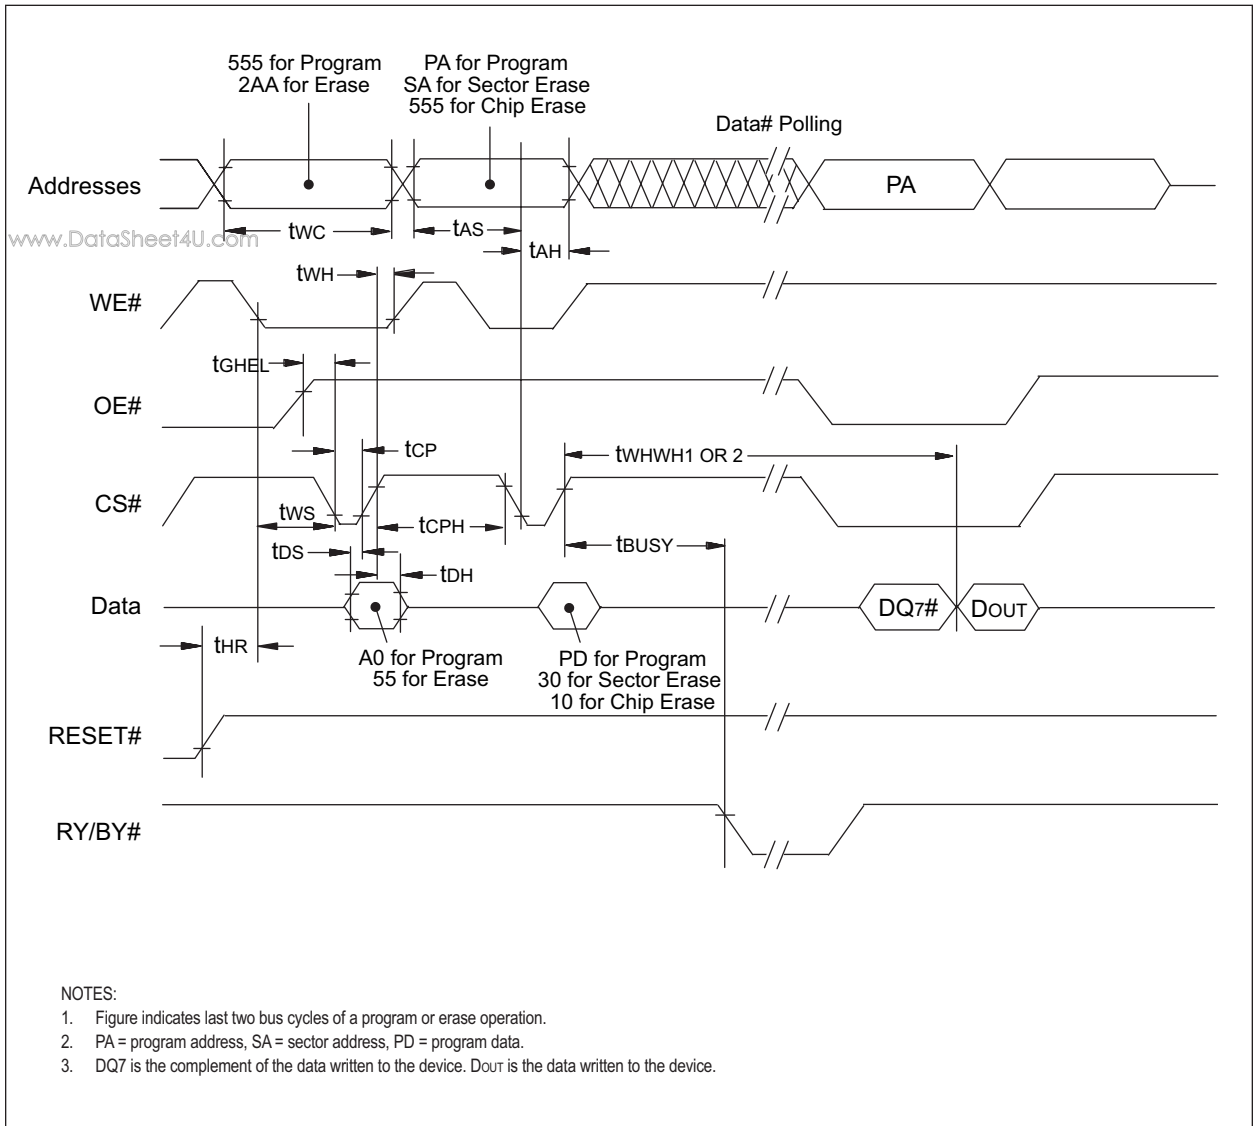 555 for Program
2AA for Erase
PA for Program
SA for Sector Erase
555 for Chip Erase
Data# Polling
Addresses
PA
www.DataSheet4U.com
tWC
tAS
tAH
tWH
WE#
tGHEL
OE#
tCP
tWHWH1 OR 2
CS#
tWS
tCPH
tBUSY
tDS
tDH
Data
DQ7#
DOUT
tHR
A0 for Program
55 for Erase
PD for Program
30 for Sector Erase
10 for Chip Erase
RESET#
RY/BY#
NOTES:
1. Figure indicates last two bus cycles of a program or erase operation.
2. PA = program address, SA = sector address, PD = program data.
3. DQ7 is the complement of the data written to the device. DOUT is the data written to the device.